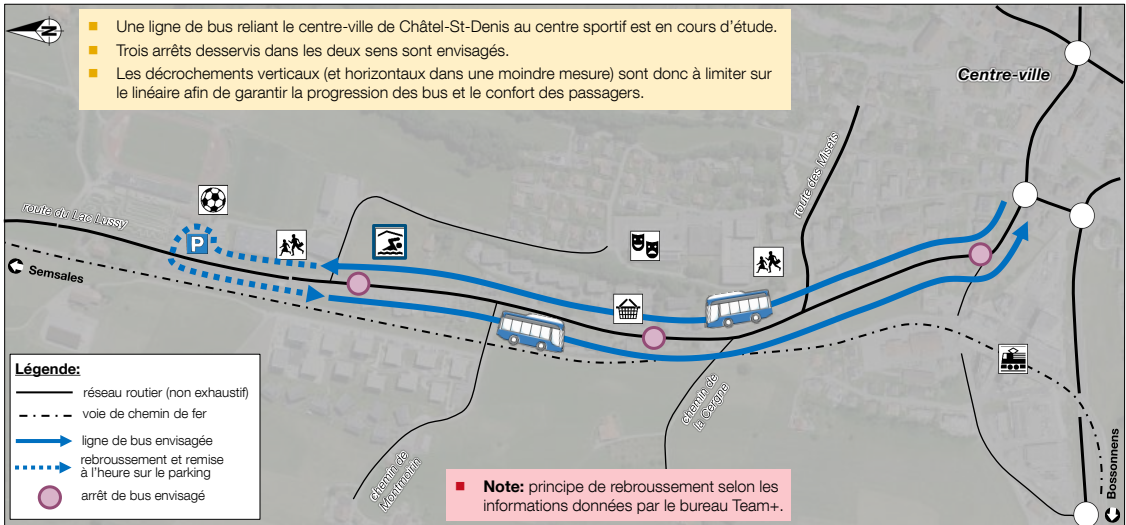 N
Une ligne de bus reliant le centre-ville de Châtel-St-Denis au centre sportif est en cours d'étude.
Trois arrêts desservis dans les deux sens sont envisagés.
Les décrochements verticaux (et horizontaux dans une moindre mesure) sont donc à limiter sur
le linéaire afin de garantir la progression des bus et le confort des passagers.
Centre-ville
route des Misets
route du Lac Lussy
P
Semsales
Légende:
réseau routier (non exhaustif)
voie de chemin de fer
ligne de bus envisagée
rebroussement et remise
à l'heure sur le parking
arrêt de bus envisagé
chemin de
Montmoirin
chemin de
la Cergne
Note: principe de rebroussement selon les
informations données par le bureau Team+.
Bossonnens